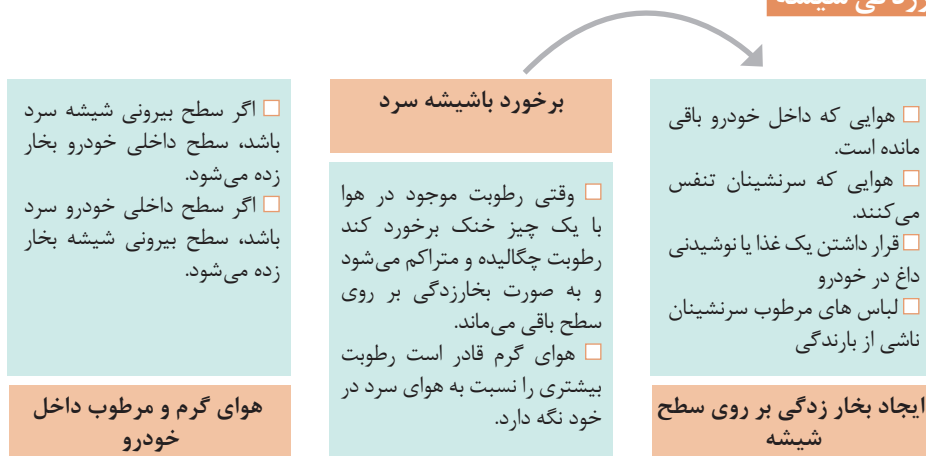 شیشه
□ هوایی که داخل خودرو باقی
مانده است.
□ هوایی که سرنشینان تنفس
می‌کنند.
□ قرار داشتن یک غذا یا نوشیدنی
داغ در خودرو
□ لباس های مرطوب سرنشینان
ناشی از بارندگی
ایجاد بخار زدگی بر روی سطح
شیشه
برخورد باشیشه سرد
□ وقتی رطوبت موجود در هوا
با یک چیز خنک برخورد کند
رطوبت چگالیده و متراکم می‌شود
و به صورت بخارزدگی بر روی
سطح باقی می‌ماند.
□ هوای گرم قادر است رطوبت
بیشتری را نسبت به هوای سرد در
خود نگه دارد.
□ اگر سطح بیرونی شیشه سرد
باشد، سطح داخلی خودرو بخار
زده می‌شود.
□ اگر سطح داخلی خودرو سرد
باشد، سطح بیرونی شیشه بخار
زده می‌شود.
هوای گرم و مرطوب داخل
خودرو